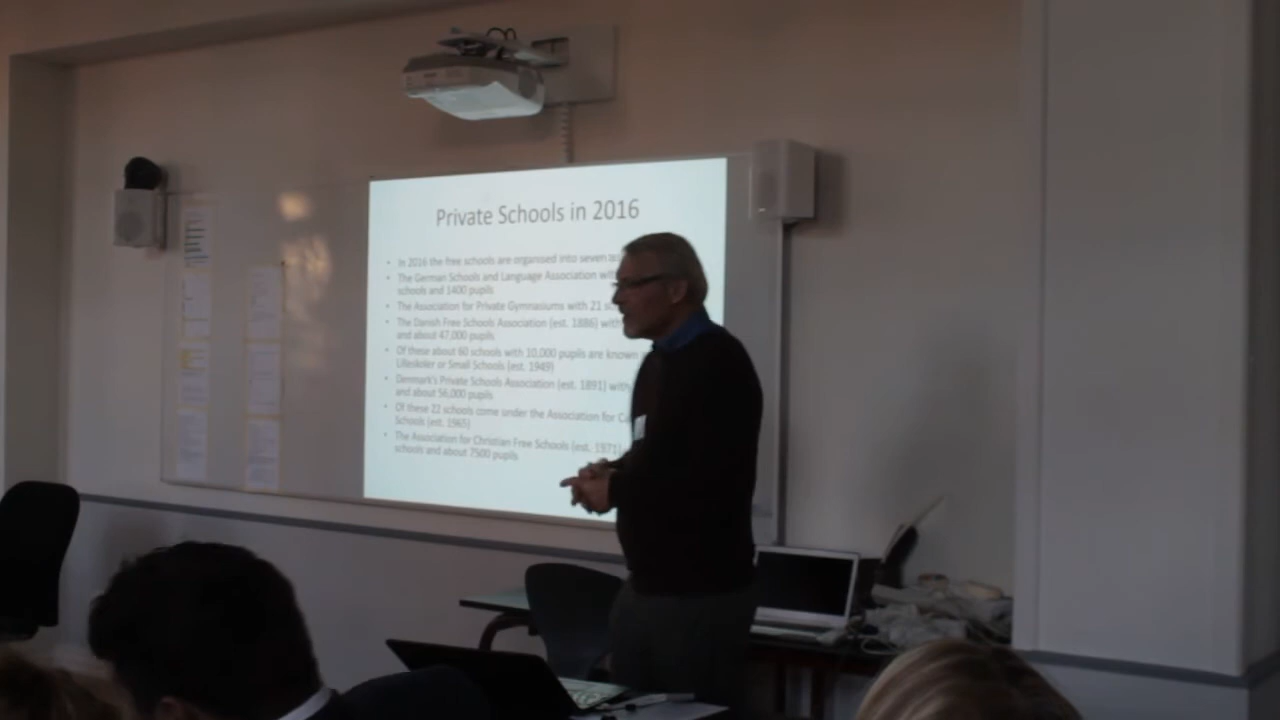 Private Schools in 2016
• In 2016 the free schools are organised into seven
• The German Schools and Language Association with
schools and 1400 pupils
• The Association for Private Gymnasiums with 21
• The Danish Free Schools Association (est. 1886) with
and about 47,000 pupils
• Of these about 60 schools with 10,000 pupils are known
Lilleskoler or Small Schools (est. 1949)
• Denmark's Private Schools Association (est. 1891) with
and about 56,000 pupils
• Of these 22 schools come under the Association for
Schools (est. 1965)
• The Association for Christian Free Schools (est. 1971)
schools and about 7500 pupils